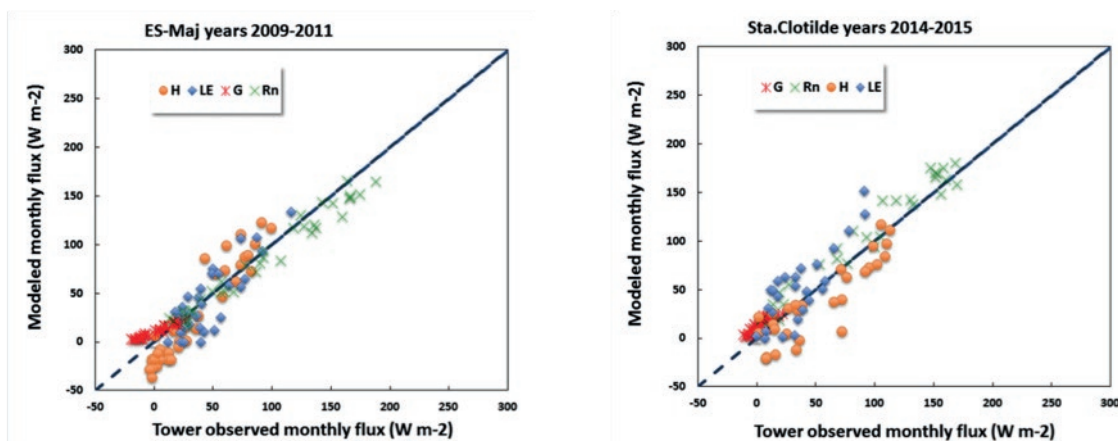 ES-Maj years 2009-2011
300
250
200
150
100
50
0
-50
H LE G Rn
Modeled monthly flux (W m-2)
-50 0 50 100 150 200 250 300
Tower observed monthly flux (W m-2)
Sta.Clotilde years 2014-2015
300
250
200
150
100
50
0
-50
G Rn H LE
Modeled monthly flux (W m-2)
-50 0 50 100 150 200 250 300
Tower observed monthly flux (W m-2)